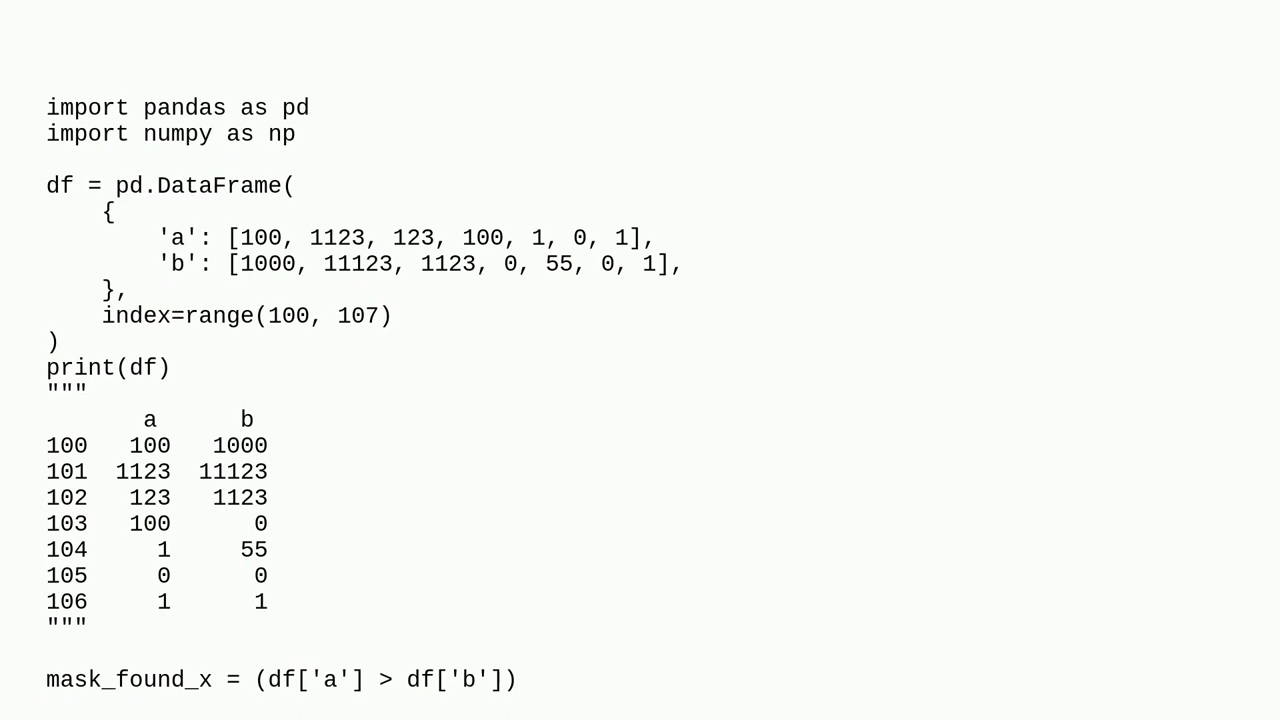 import pandas as pd
import numpy as np

df = pd.DataFrame(
    {
        'a': [100, 1123, 123, 100, 1, 0, 1],
        'b': [1000, 11123, 1123, 0, 55, 0, 1],
    },
    index=range(100, 107)
)
print(df)
"""
       a      b
100   100   1000
101  1123  11123
102   123   1123
103   100      0
104     1     55
105     0      0
106     1      1
"""

mask_found_x = (df['a'] > df['b'])